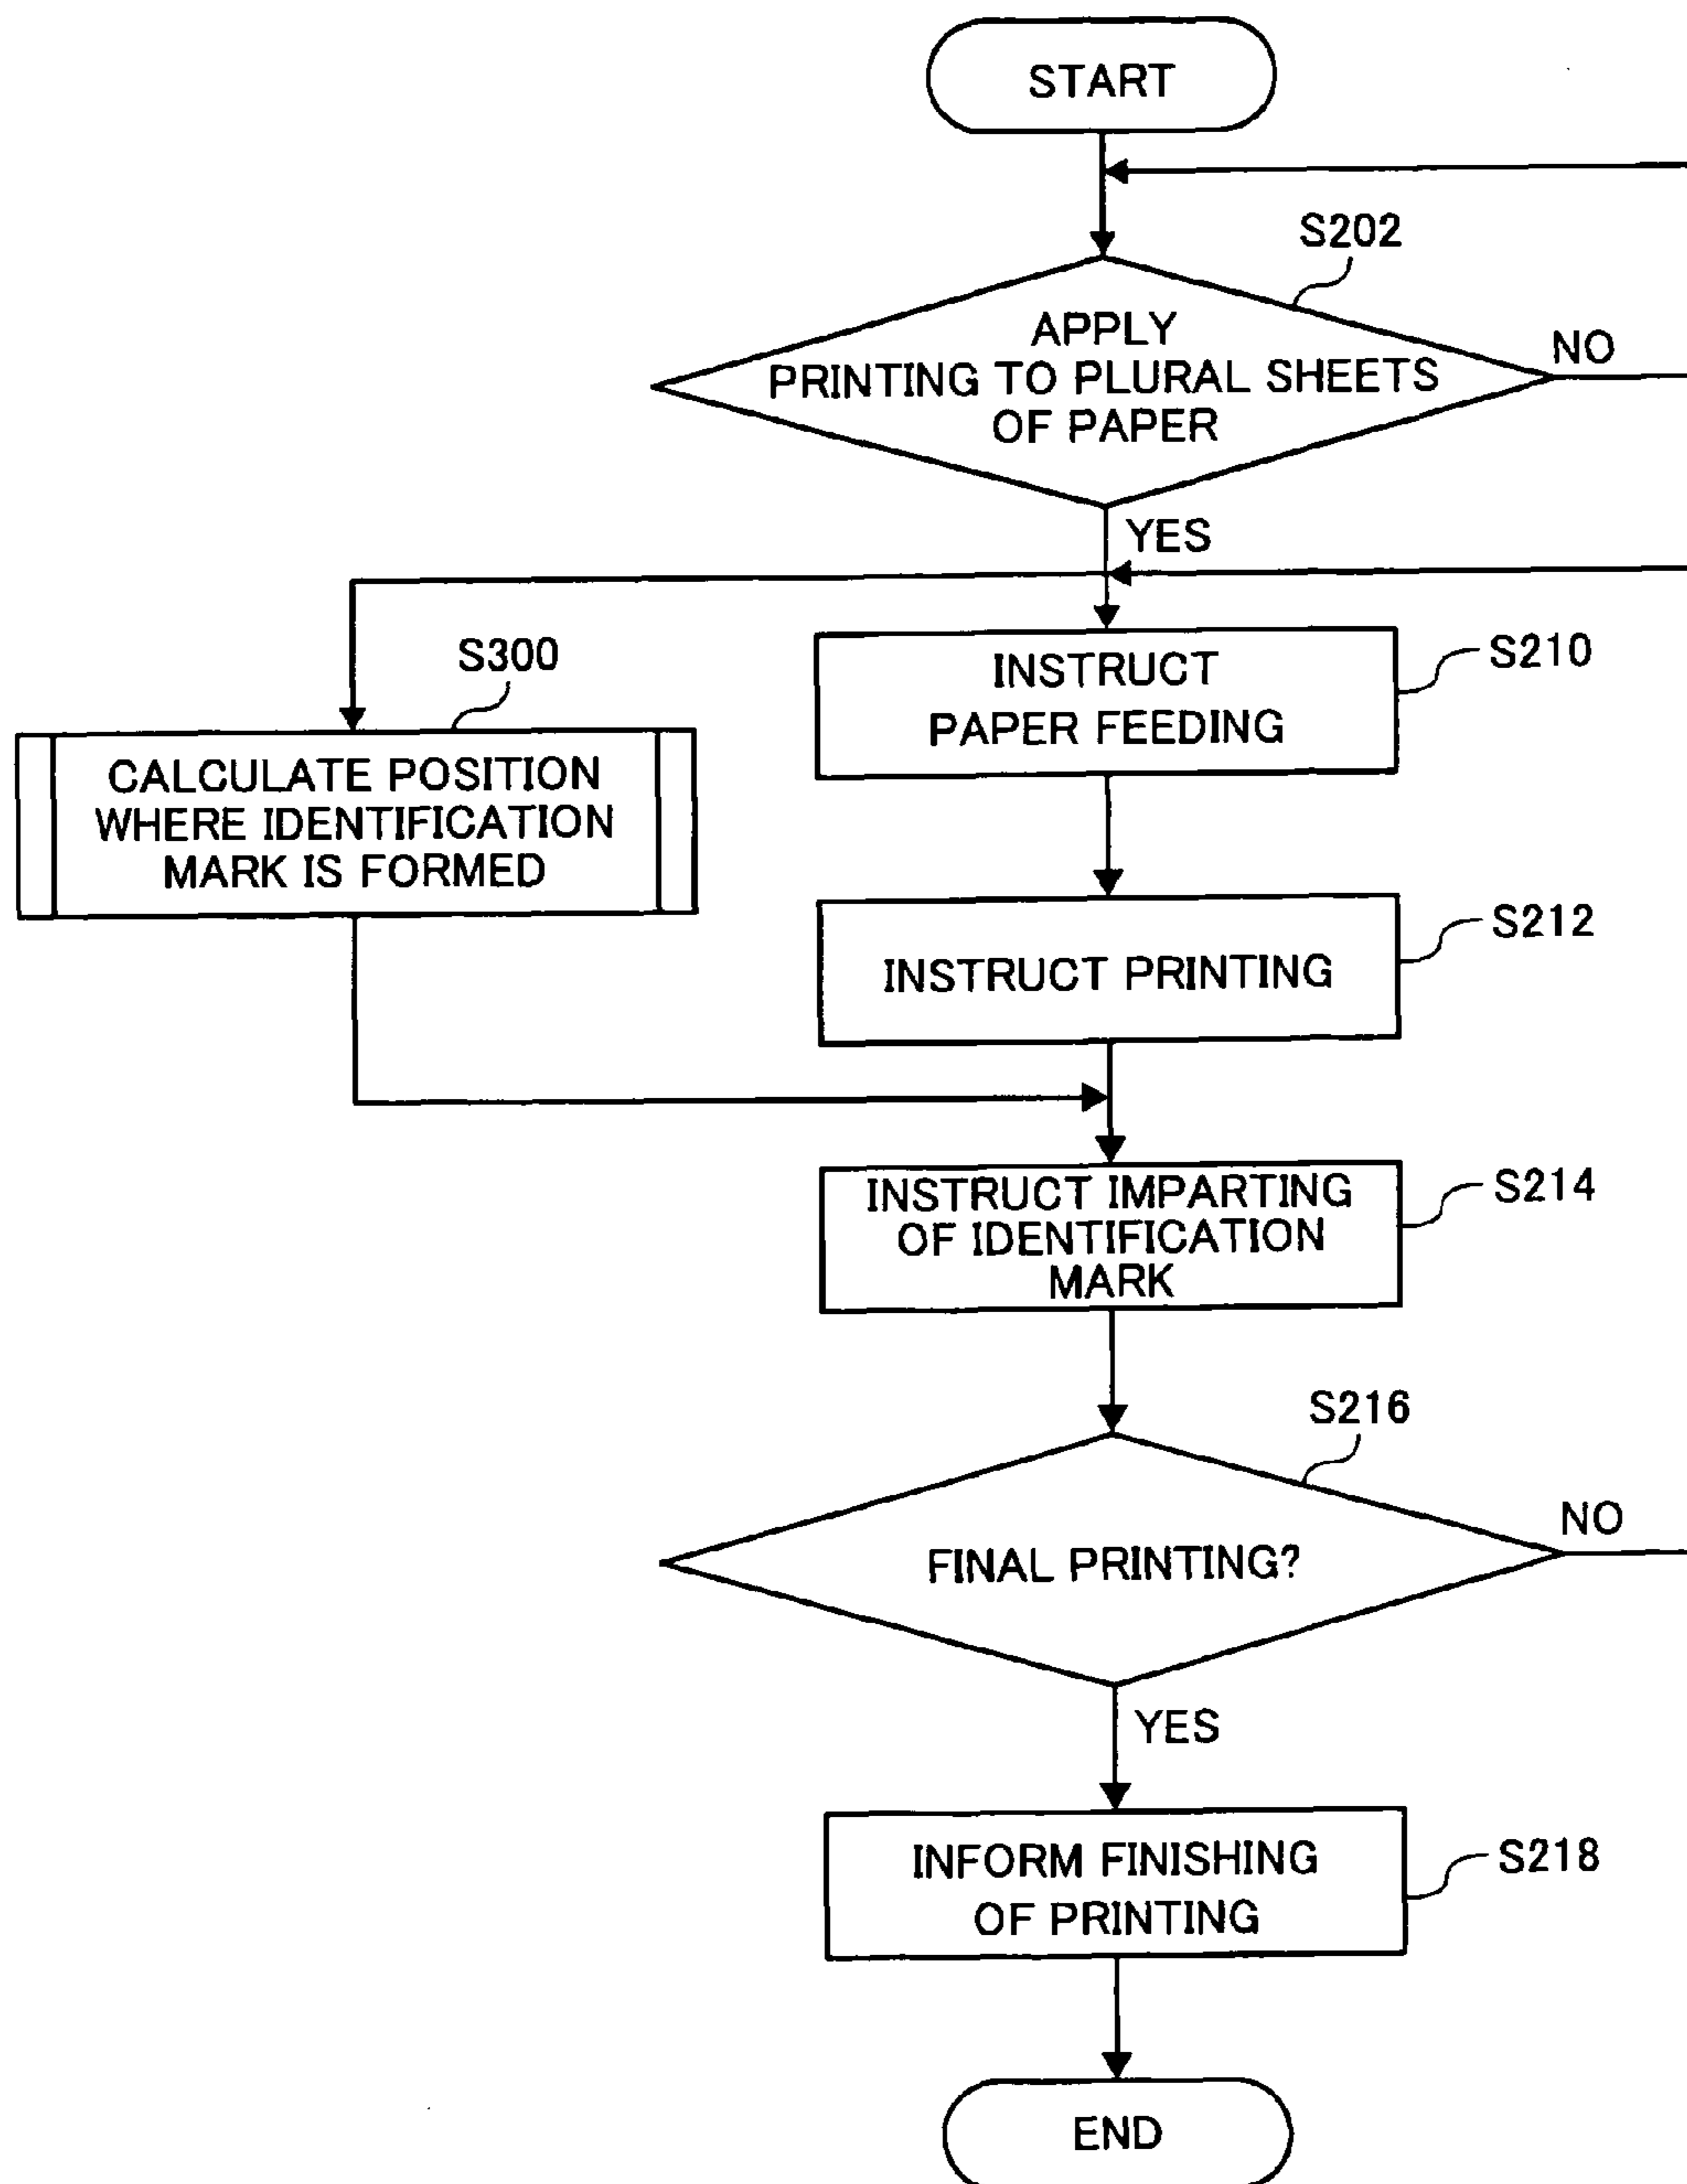 START
S202
APPLY
PRINTING TO PLURAL SHEETS
OF PAPER
NO
YES
S300
CALCULATE POSITION
WHERE IDENTIFICATION
MARK IS FORMED
INSTRUCT
PAPER FEEDING
S210
INSTRUCT PRINTING
S212
INSTRUCT IMPARTING
OF IDENTIFICATION
MARK
S214
S216
FINAL PRINTING?
NO
YES
INFORM FINISHING
OF PRINTING
S218
END